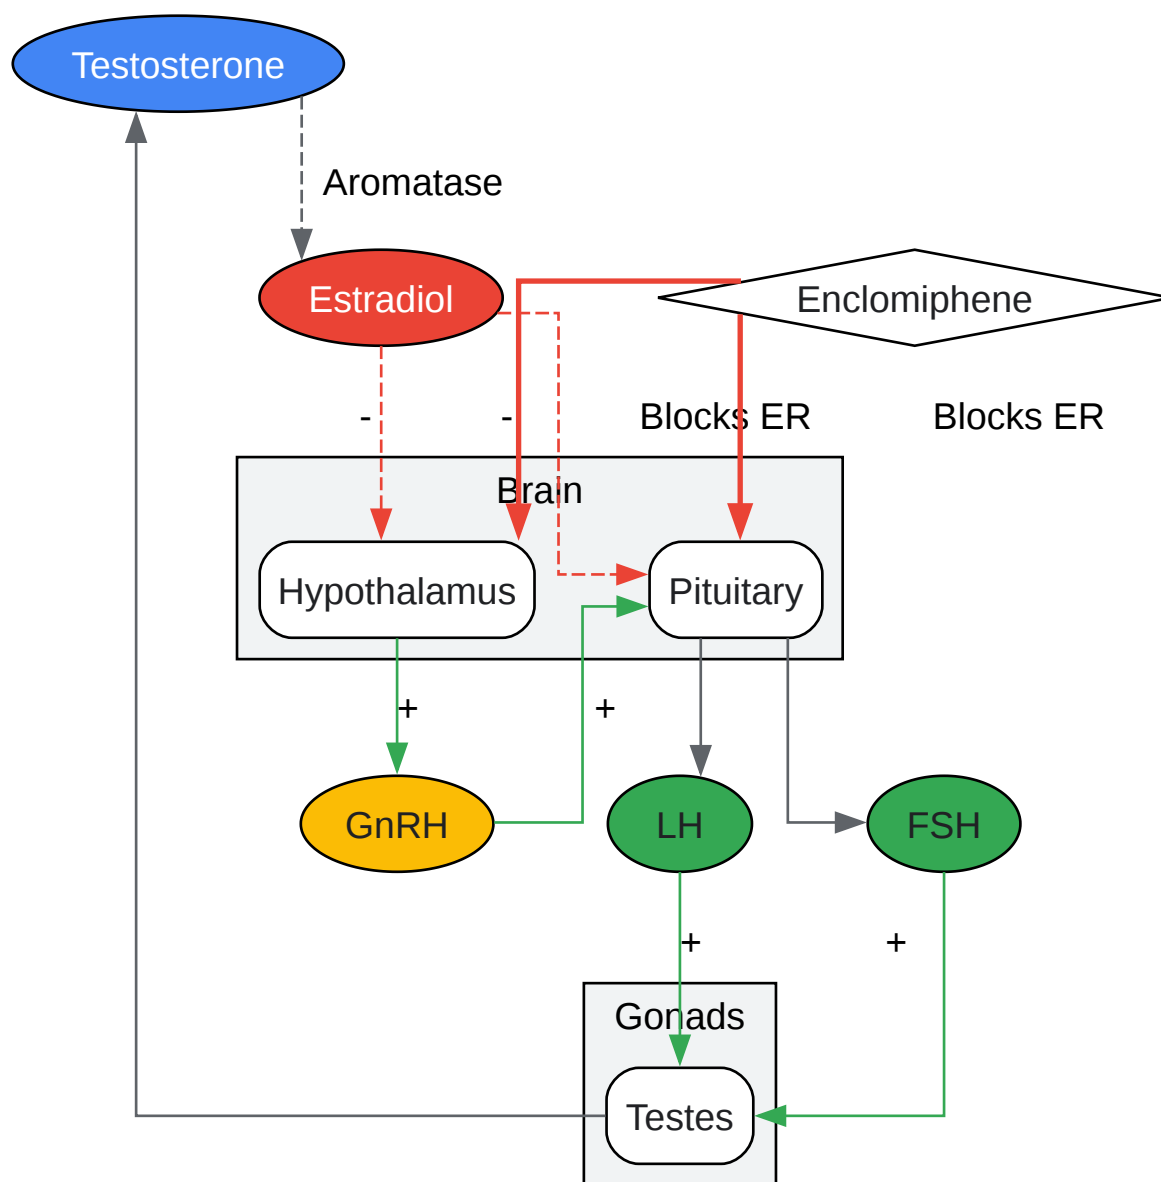 Testosterone
Aromatase
Estradiol
Enclomiphene
-
-
Blocks ER
Blocks ER
Brain
Hypothalamus
Pituitary
+
+
GnRH
LH
FSH
+
+
Gonads
Testes